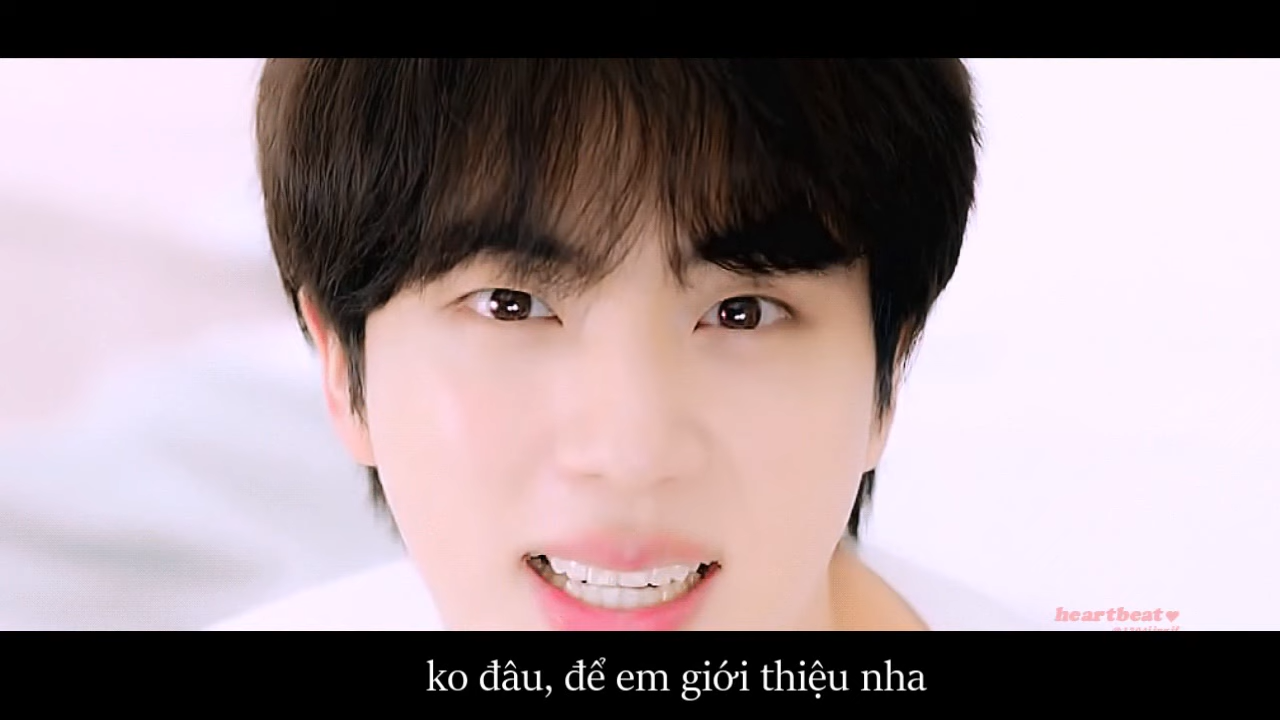 heartbeat♥
ko đâu, để em giới thiệu nha